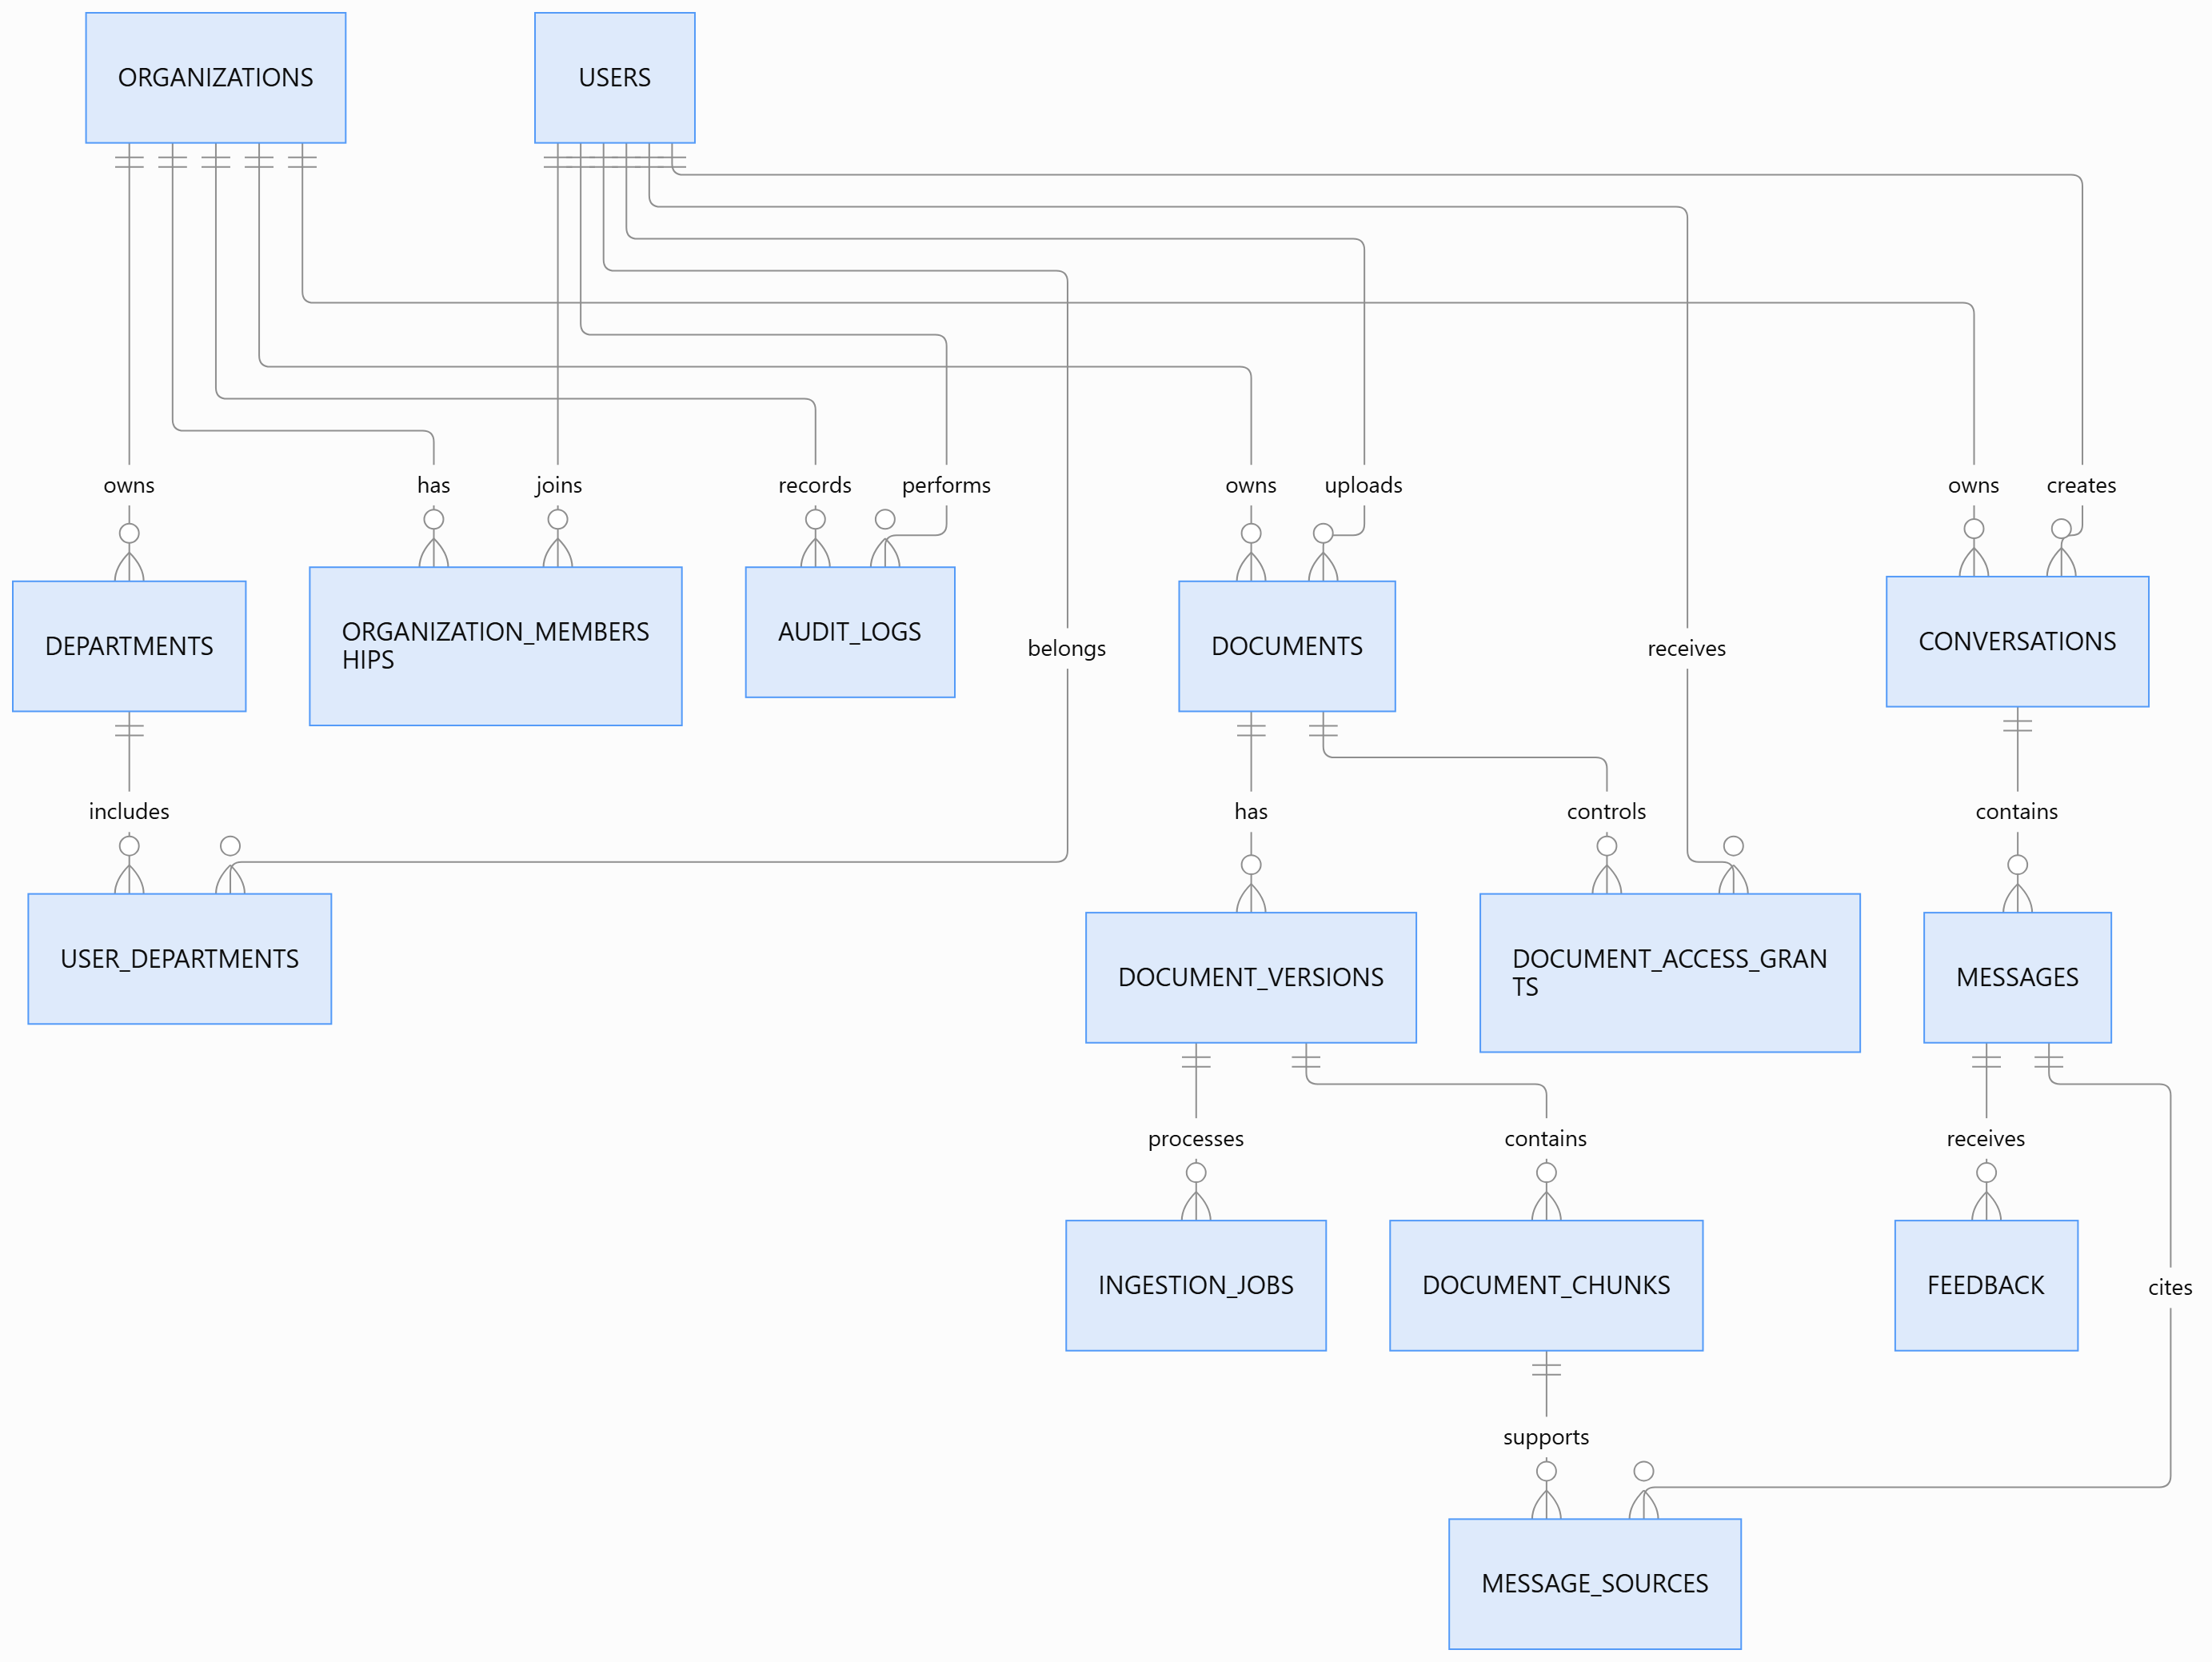 ORGANIZATIONS
USERS
owns
has
joins
records
performs
owns
uploads
owns
creates
DEPARTMENTS
ORGANIZATION_MEMBERS
HIPS
AUDIT_LOGS
belongs
DOCUMENTS
receives
CONVERSATIONS
includes
has
controls
contains
USER_DEPARTMENTS
DOCUMENT_VERSIONS
DOCUMENT_ACCESS_GRAN
TS
MESSAGES
processes
contains
receives
INGESTION_JOBS
DOCUMENT_CHUNKS
FEEDBACK
cites
supports
MESSAGE_SOURCES